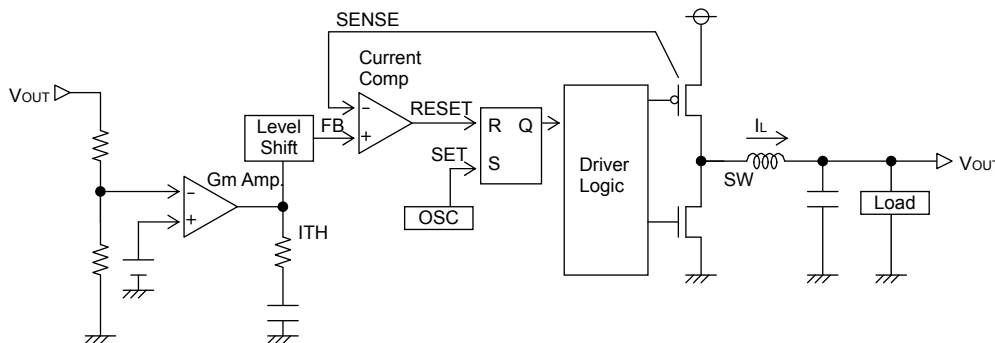 SENSE
Current
Comp
VOUT
Level
Shift
FB
RESET
R
Q
SET
S
Driver
Logic
IL
SW
VOUT
Gm Amp.
OSC
Load
ITH
-
+
-
+